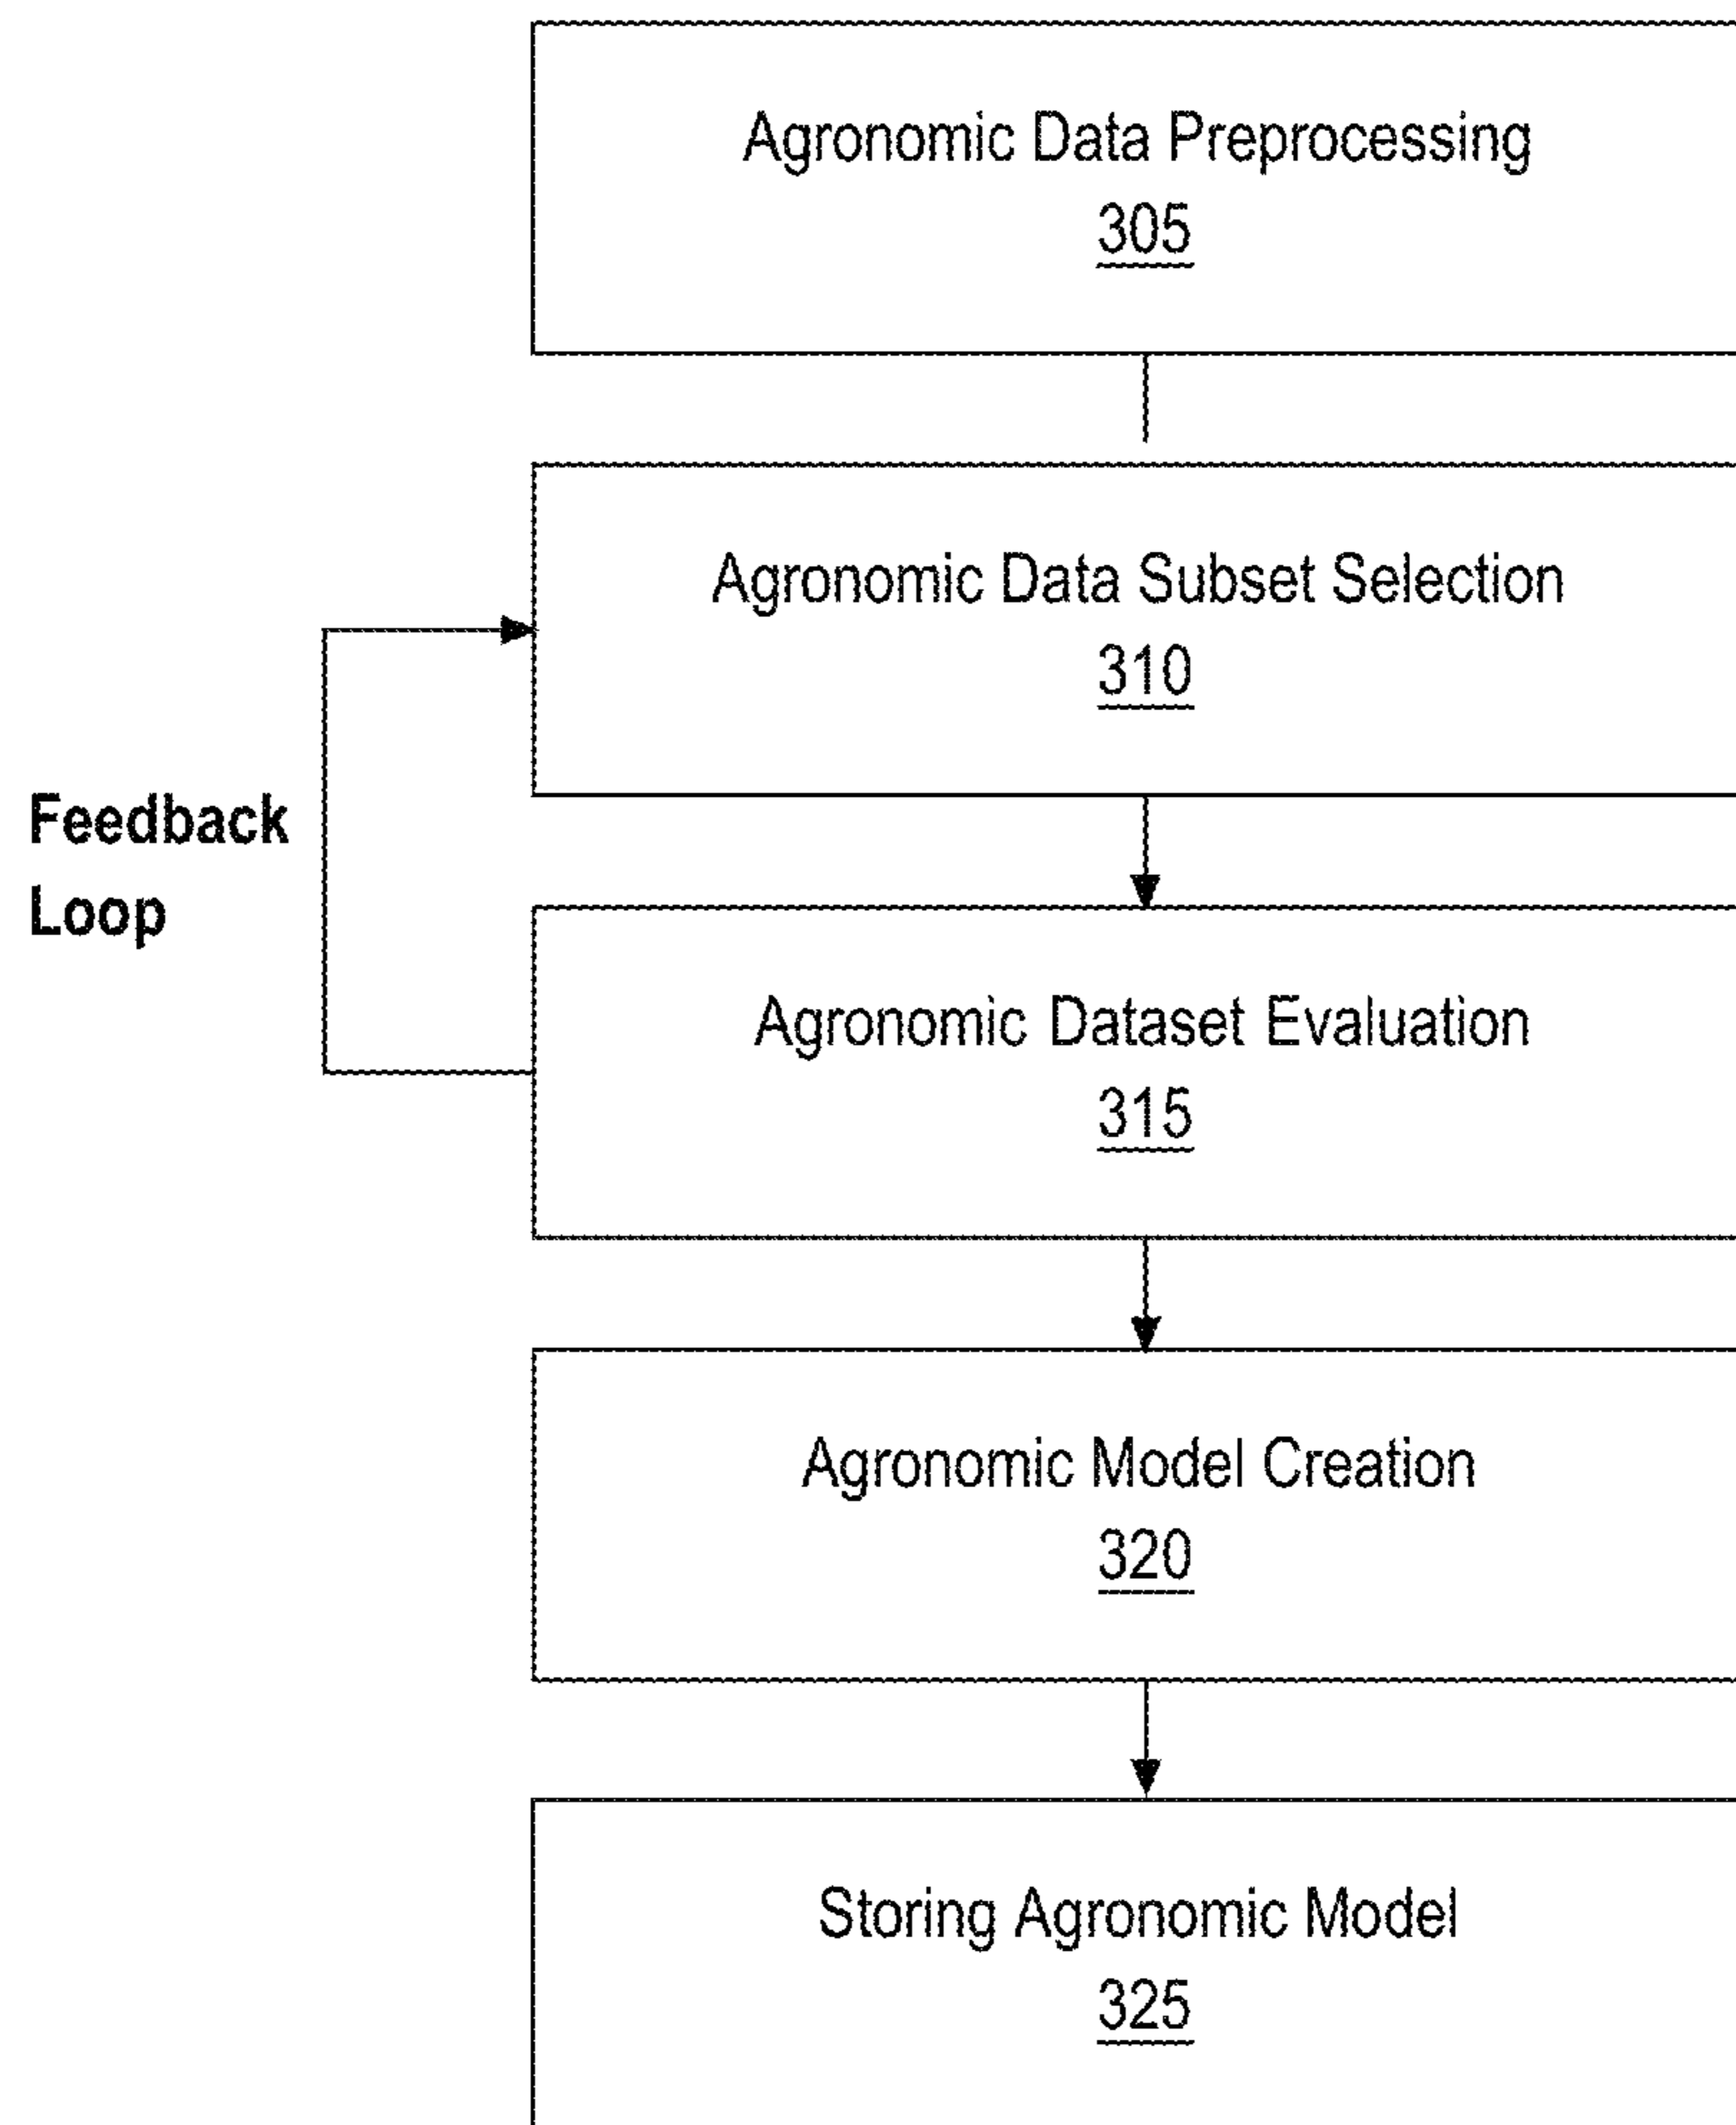 Agronomic Data Preprocessing
305
Agronomic Data Subset Selection
310
Feedback
Loop
Agronomic Dataset Evaluation
315
Agronomic Model Creation
320
Storing Agronomic Model
325